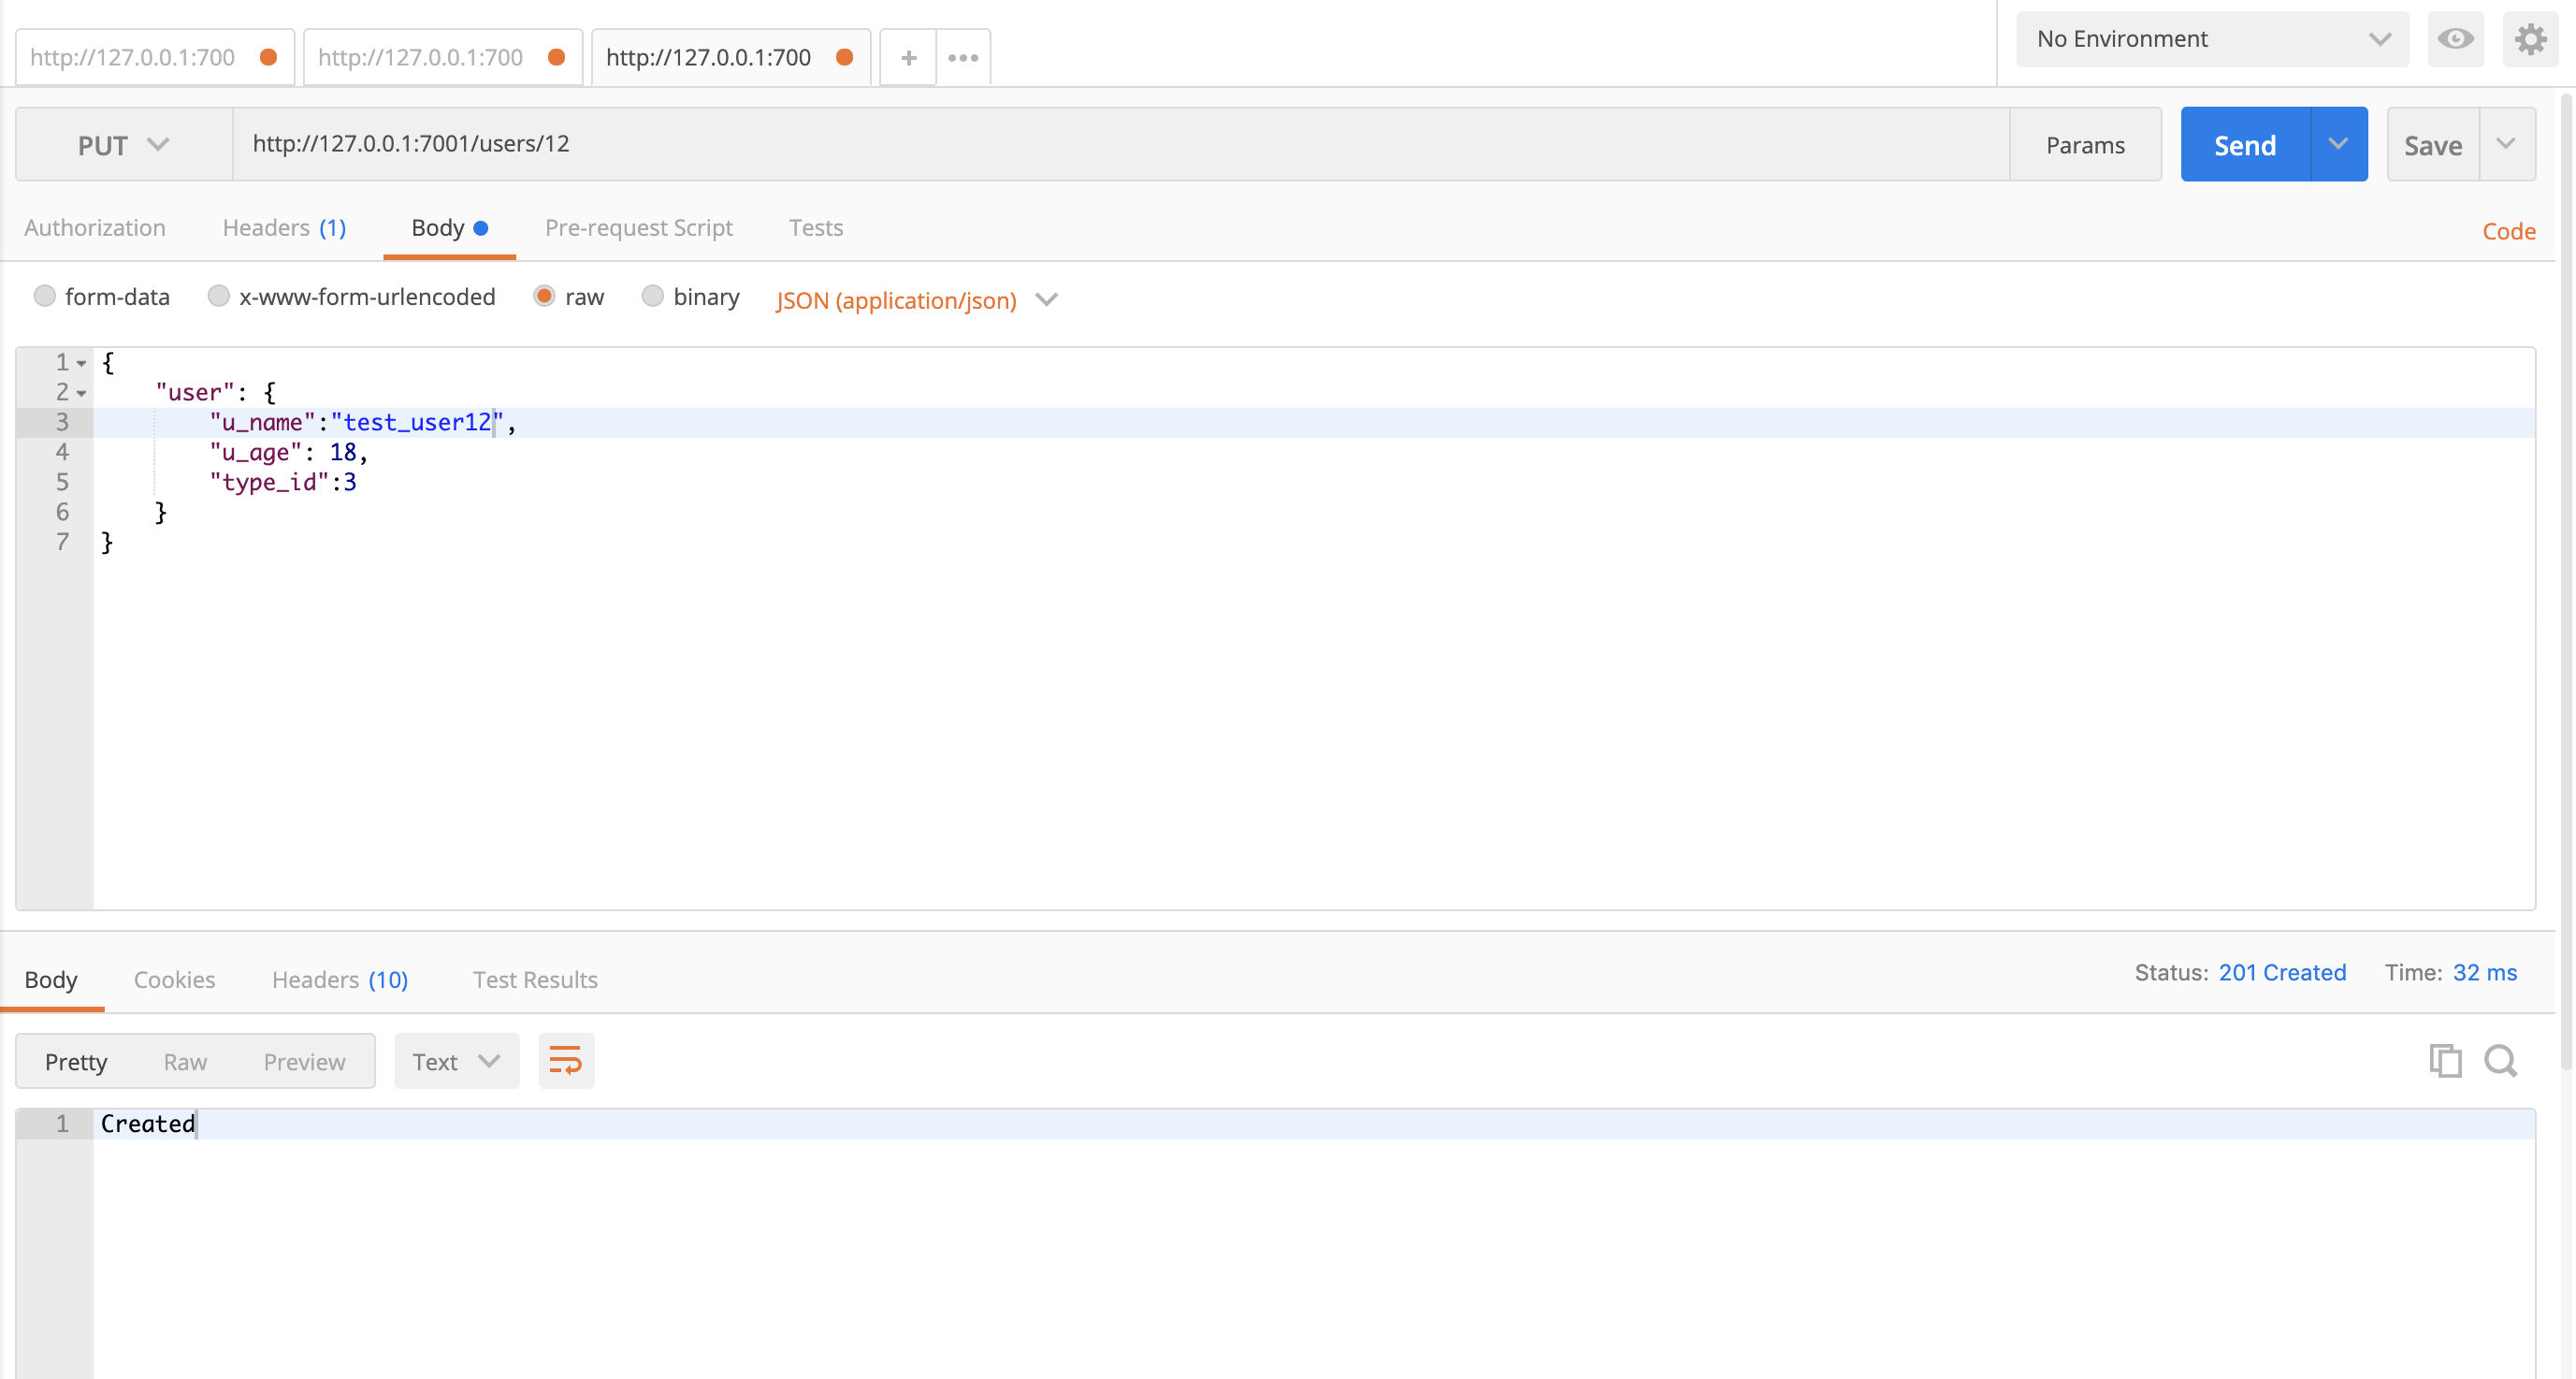 http://127.0.0.1:700 http://127.0.0.1:700 http://127.0.0.1:700 + ••• No Environment
PUT http://127.0.0.1:7001/users/12 Params Send Save
Authorization Headers (1) Body Pre-request Script Tests Code
form-data x-www-form-urlencoded raw binary JSON (application/json)
1 {
2 "user": {
3 "u_name":"test_user12",
4 "u_age": 18,
5 "type_id":3
6 }
7 }
Body Cookies Headers (10) Test Results Status: 201 Created Time: 32 ms
Pretty Raw Preview Text
1 Created